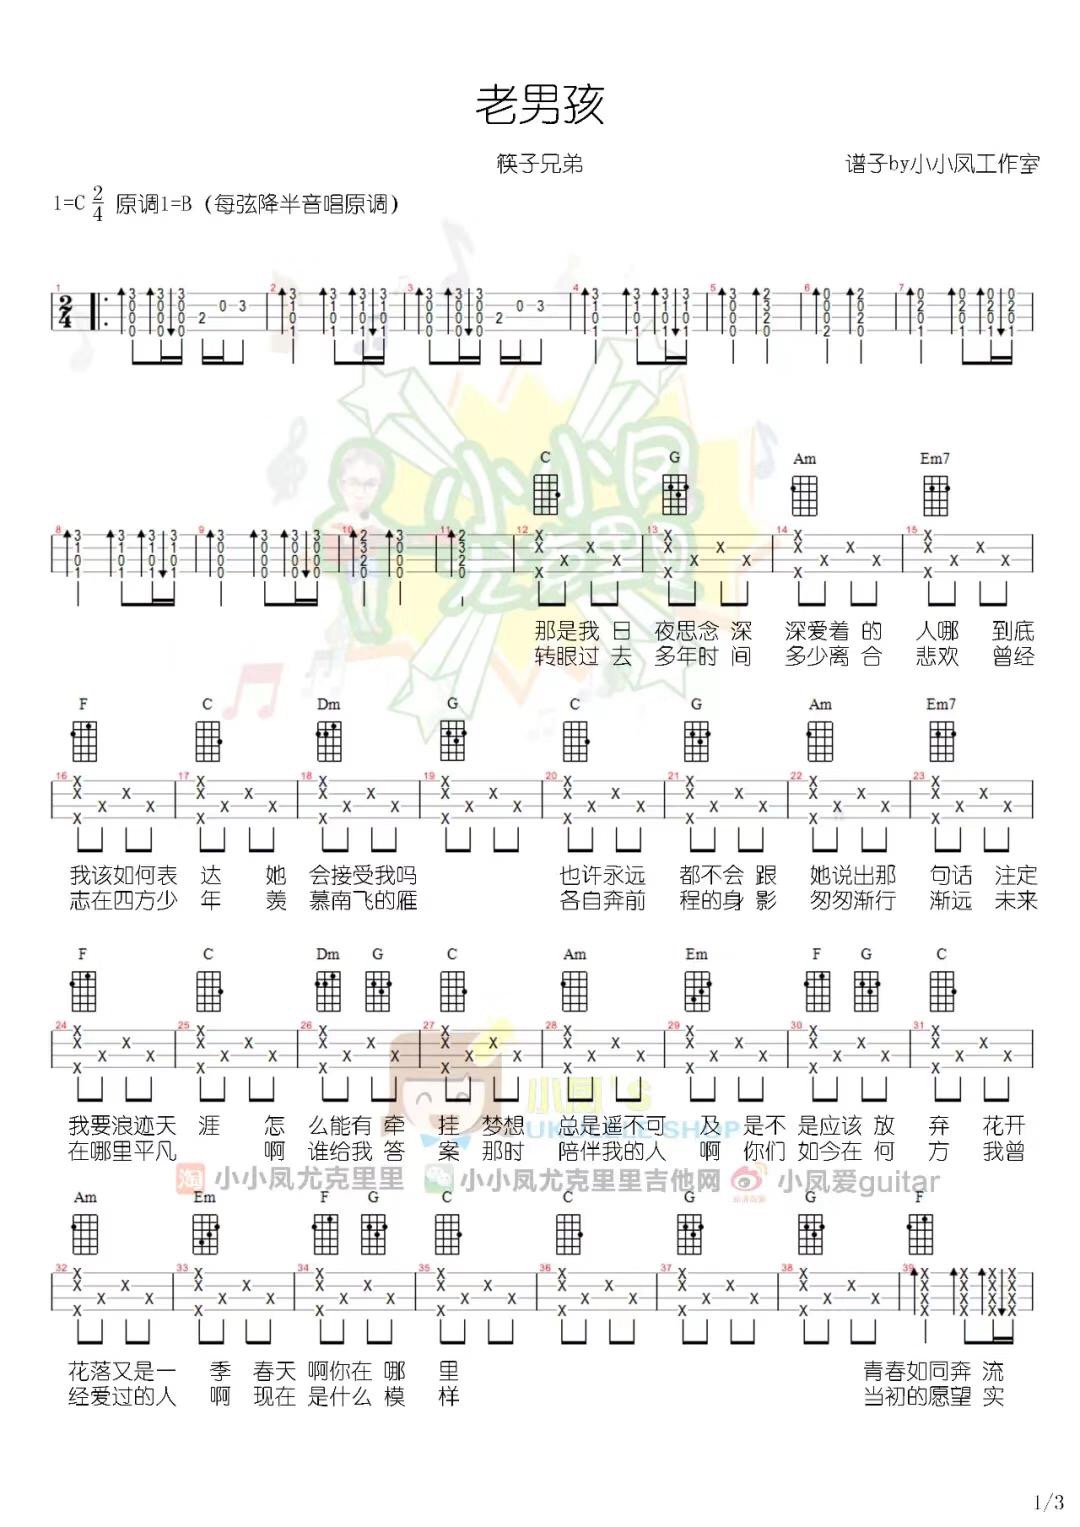 老男孩
筷子兄弟
谱子by小小凤工作室
1=C 2/4 原调1=B（每弦降半音唱原调）
C G Am Em7
那是我 日 夜思念 深 深爱着 的 人哪 到底
转眼过 去 多年时 间 多少离 合 悲欢 曾经
F C Dm G C G Am Em7
我该如何表 达 她 会接受我吗 也许永远 都不会 跟 她说出那 句话 注定
志在四方少 年 羡 慕南飞的雁 各自奔前 程的身 影 匆匆渐行 渐远 未来
F C Dm G C Am Em F G C
我要浪迹天 涯 怎 么能有 牵 挂 梦想 总是遥不可 及 是不 是应该 放 弃 花开
在哪里平凡 啊 谁给我 答 案 那时 陪伴我的人 啊 你们 如今在 何 方 我曾
小凤's
UKULELE SHOP
淘 小小凤尤克里里 小小凤尤克里里吉他网 小凤爱guitar
Am Em F G C C G G F
花落又是一 季 春天 啊你在 哪 里 青春如同奔 流
经爱过的人 啊 现在 是什么 模 样 当初的愿望 实
小小凤
尤克里里
1/3